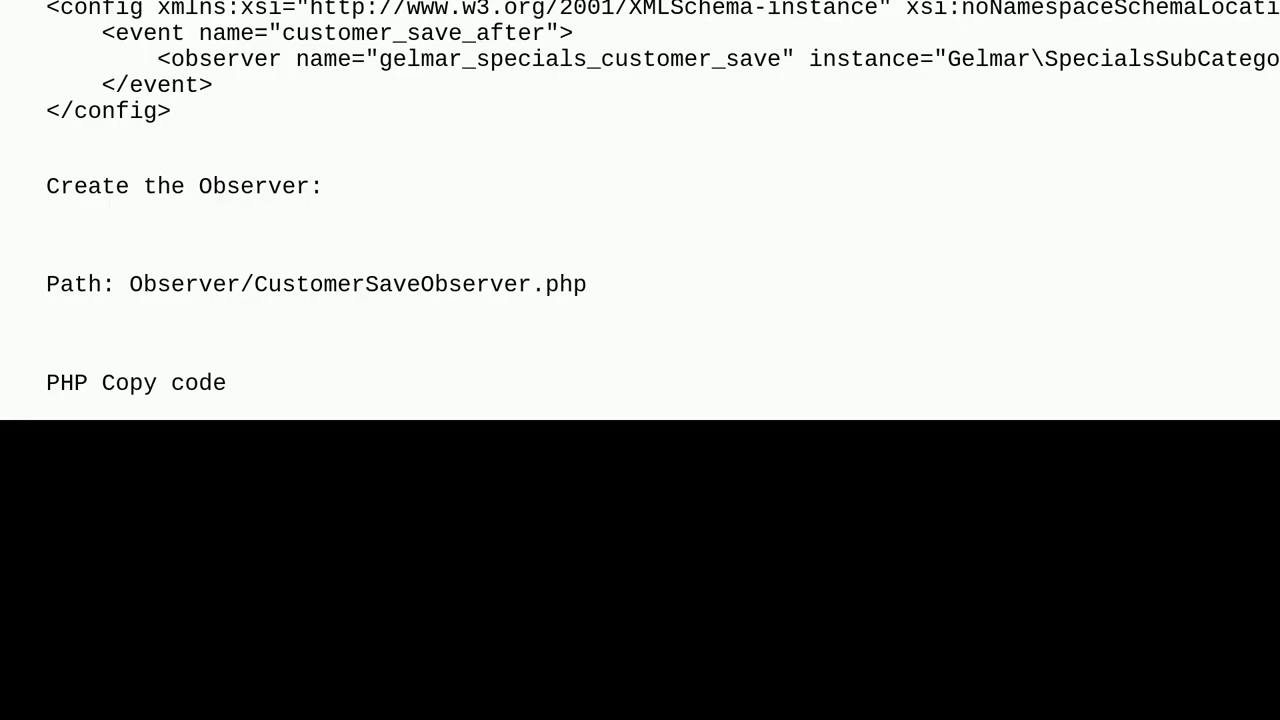 <config xmlns:xsi="http://www.w3.org/2001/XMLSchema-instance" xsi:noNamespaceSchemaLocati
<event name="customer_save_after">
<observer name="gelmar_specials_customer_save" instance="Gelmar\SpecialsSubCatego
</event>
</config>
Create the Observer:
Path: Observer/CustomerSaveObserver.php
PHP Copy code